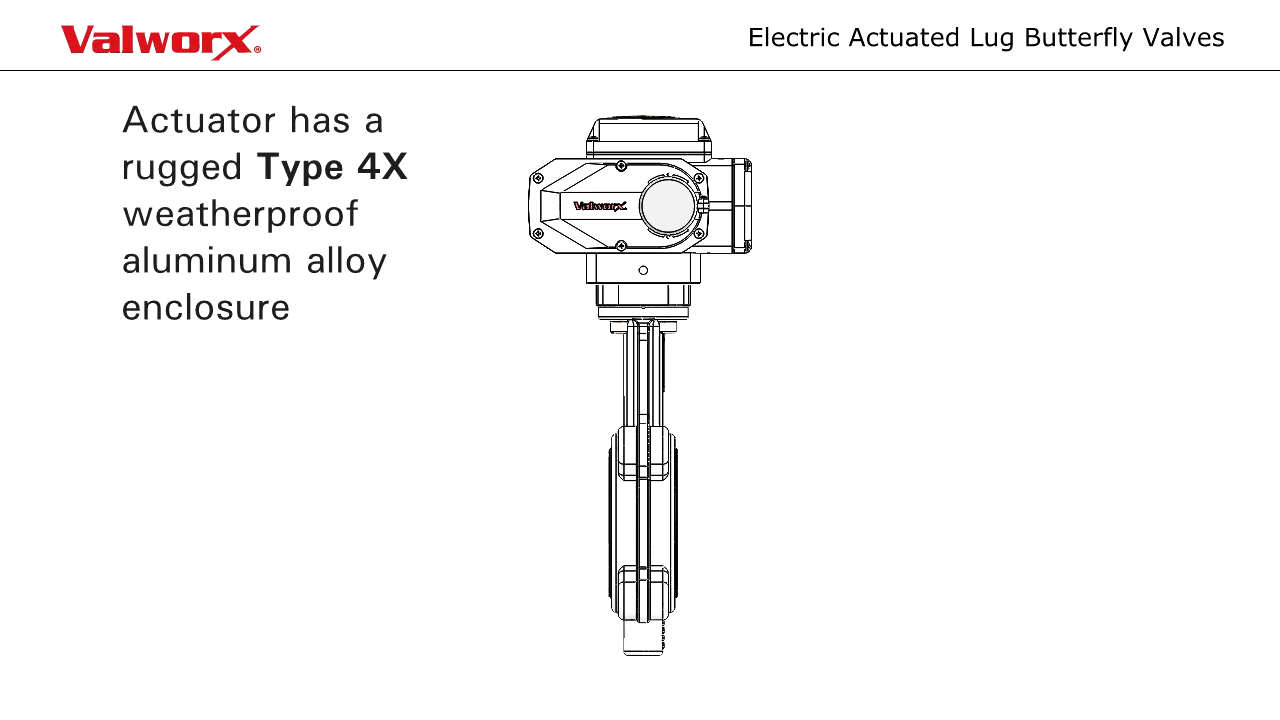 Valworx®
Electric Actuated Lug Butterfly Valves
Actuator has a
rugged Type 4X
weatherproof
aluminum alloy
enclosure
Valworx